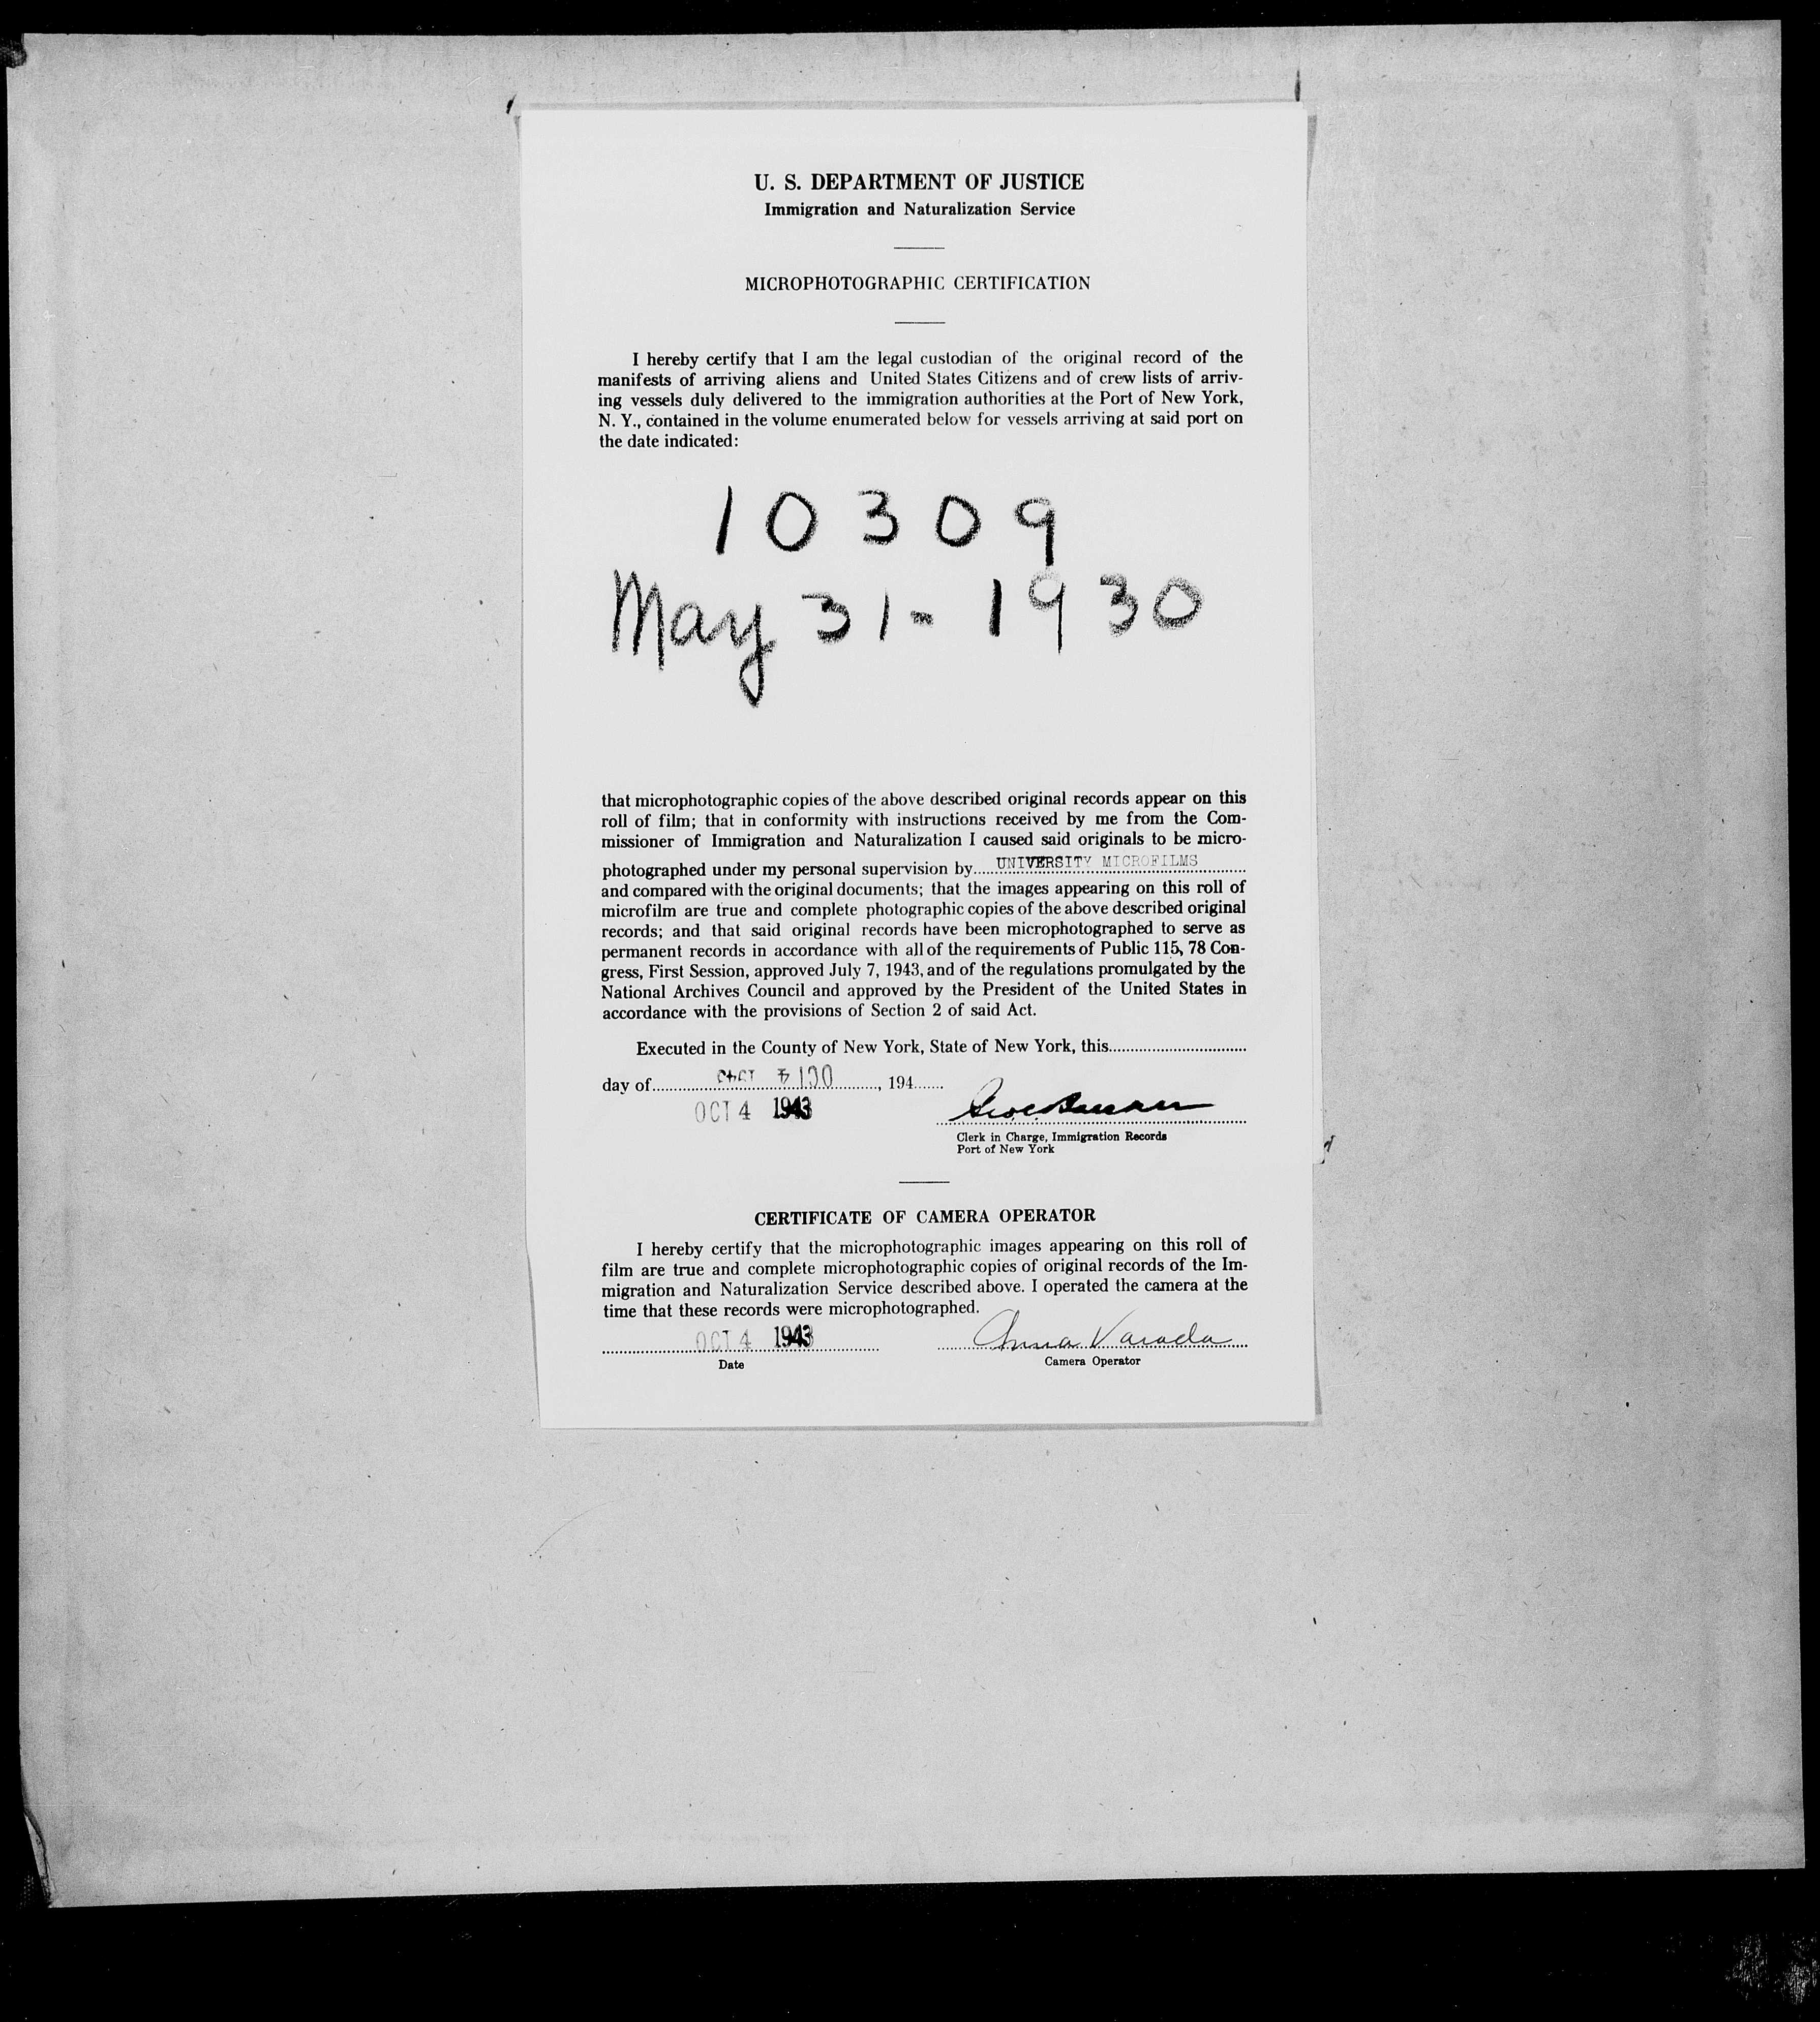 U. S. DEPARTMENT OF JUSTICE
Immigration and Naturalization Service
MICROPHOTOGRAPHIC CERTIFICATION
I hereby certify that I am the legal custodian of the original record of the
manifests of arriving aliens and United States Citizens and of crew lists of arriv-
ing vessels duly delivered to the immigration authorities at the Port of New York,
N. Y., contained in the volume enumerated below for vessels arriving at said port on
the date indicated:
10309
May 31-1930
that microphotographic copies of the above described original records appear on this
roll of film; that in conformity with instructions received by me from the Com-
missioner of Immigration and Naturalization I caused said originals to be micro-
photographed under my personal supervision by UNIVERSITY MICROFILMS
and compared with the original documents; that the images appearing on this roll of
microfilm are true and complete photographic copies of the above described original
records; and that said original records have been microphotographed to serve as
permanent records in accordance with all of the requirements of Public 115, 78 Con-
gress, First Session, approved July 7, 1943, and of the regulations promulgated by the
National Archives Council and approved by the President of the United States in
accordance with the provisions of Section 2 of said Act.
Executed in the County of New York, State of New York, this
day of , 194
OCT 4 1943
Clerk in Charge, Immigration Records
Port of New York
CERTIFICATE OF CAMERA OPERATOR
I hereby certify that the microphotographic images appearing on this roll of
film are true and complete microphotographic copies of original records of the Im-
migration and Naturalization Service described above. I operated the camera at the
time that these records were microphotographed.
OCT 4 1943 Anna Varada
Date Camera Operator